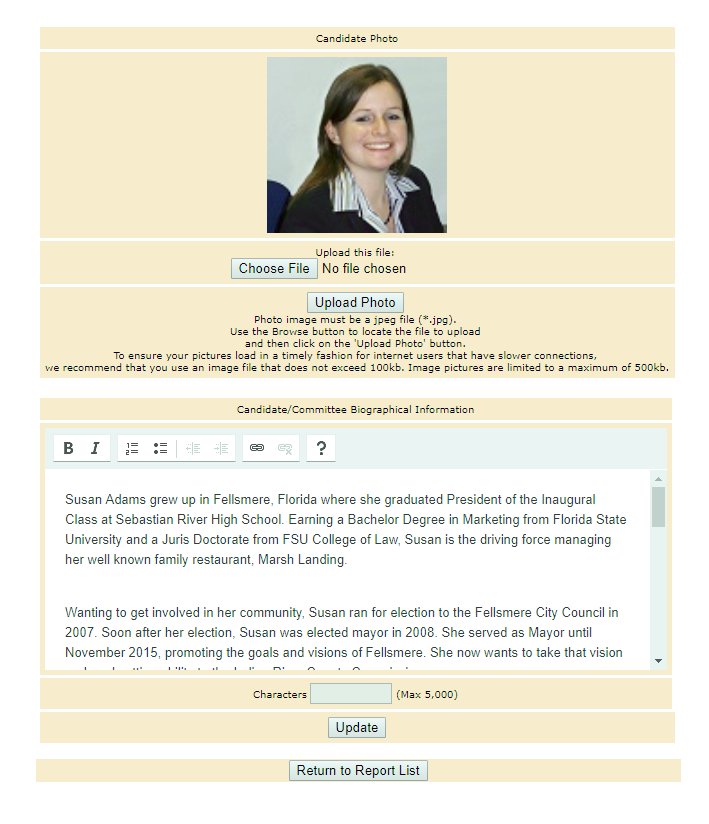 Candidate Photo
Upload this file:
Choose File No file chosen
Upload Photo
Photo image must be a jpeg file (*.jpg).
Use the Browse button to locate the file to upload
and then click on the 'Upload Photo' button.
To ensure your pictures load in a timely fashion for internet users that have slower connections,
we recommend that you use an image file that does not exceed 100kb. Image pictures are limited to a maximum of 500kb.
Candidate/Committee Biographical Information
B I ?
Susan Adams grew up in Fellsmere, Florida where she graduated President of the Inaugural
Class at Sebastian River High School. Earning a Bachelor Degree in Marketing from Florida State
University and a Juris Doctorate from FSU College of Law, Susan is the driving force managing
her well known family restaurant, Marsh Landing.
Wanting to get involved in her community, Susan ran for election to the Fellsmere City Council in
2007. Soon after her election, Susan was elected mayor in 2008. She served as Mayor until
November 2015, promoting the goals and visions of Fellsmere. She now wants to take that vision
Characters (Max 5,000)
Update
Return to Report List